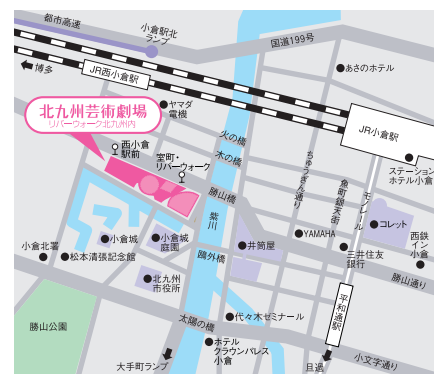 都市高速
小倉駅北
ランプ
国道199号
博多
JR西小倉駅
あさのホテル
北九州芸術劇場
リバーウォーク北九州内
ヤマダ
電機
JR小倉駅
火の橋
木の橋
西小倉
駅前
室町・
リバーウォーク
ちゅうぎん通り
魚町銀天街
モノレール
ステーション
ホテル小倉
勝山橋
紫川
コレット
小倉城
小倉城
庭園
井筒屋
YAMAHA
三井住友
銀行
西鉄
イン
小倉
小倉北署
松本清張記念館
鴎外橋
勝山通り
北九州
市役所
平和通駅
勝山公園
太陽の橋
代々木ゼミナール
ホテル
クラウンパレス
小倉
小文字通り
大手町ランプ
旦過